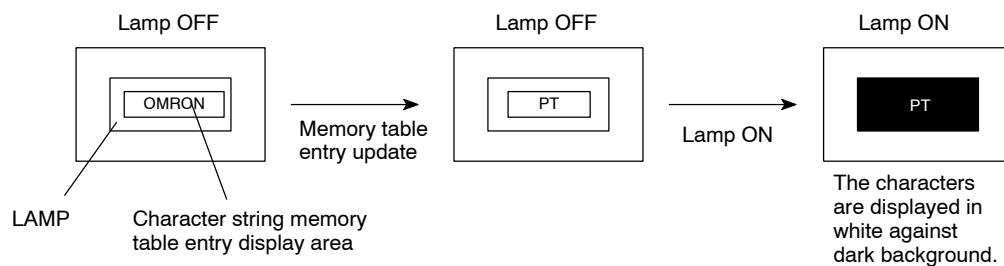 Lamp OFF
Lamp OFF
Lamp ON
OMRON
PT
PT
Memory table
entry update
Lamp ON
LAMP
Character string memory
table entry display area
The characters
are displayed in
white against
dark background.